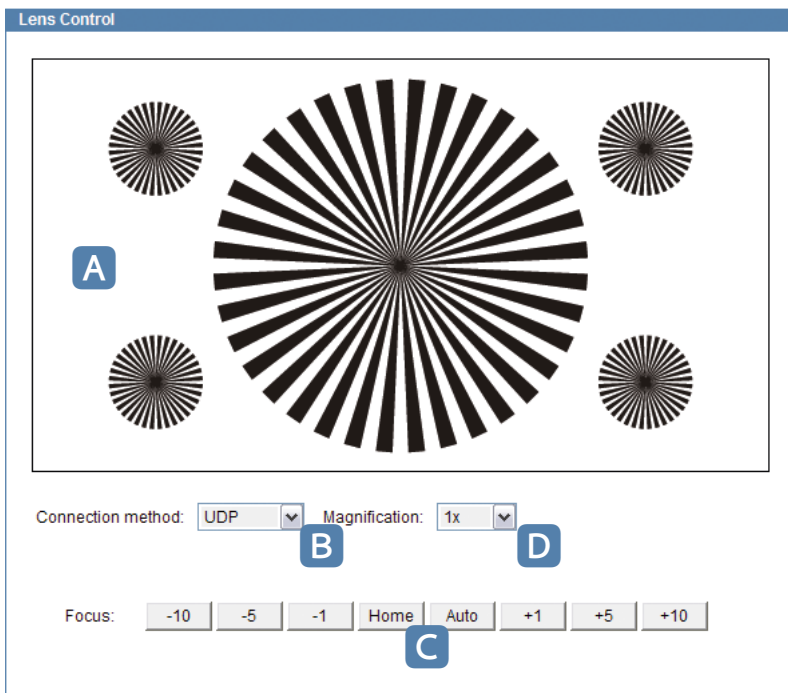 Lens Control
A
Connection method: UDP Magnification: 1x
B D
Focus: -10 -5 -1 Home Auto +1 +5 +10
C